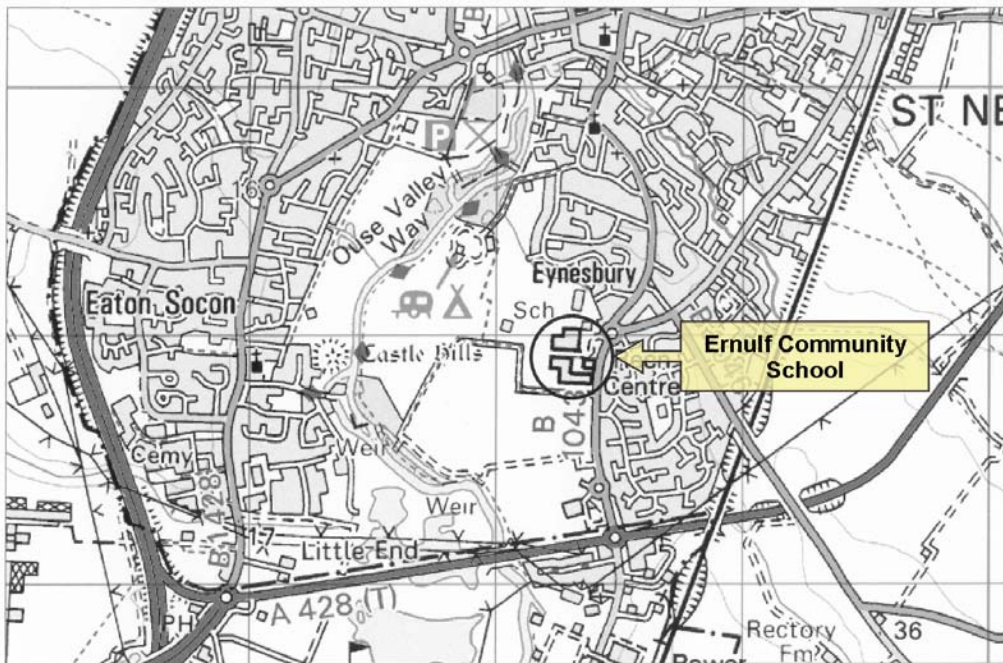 ST NE
P
16
Ouse Valley
Way
Eynesbury
Eaton Socon
Sch
Ernulf Community
School
Castle Hills
Centre
B
Weir
Cemy
Weir
B1428
17
Little End
A 428 (T)
PH
36
Rectory
Fm
Power